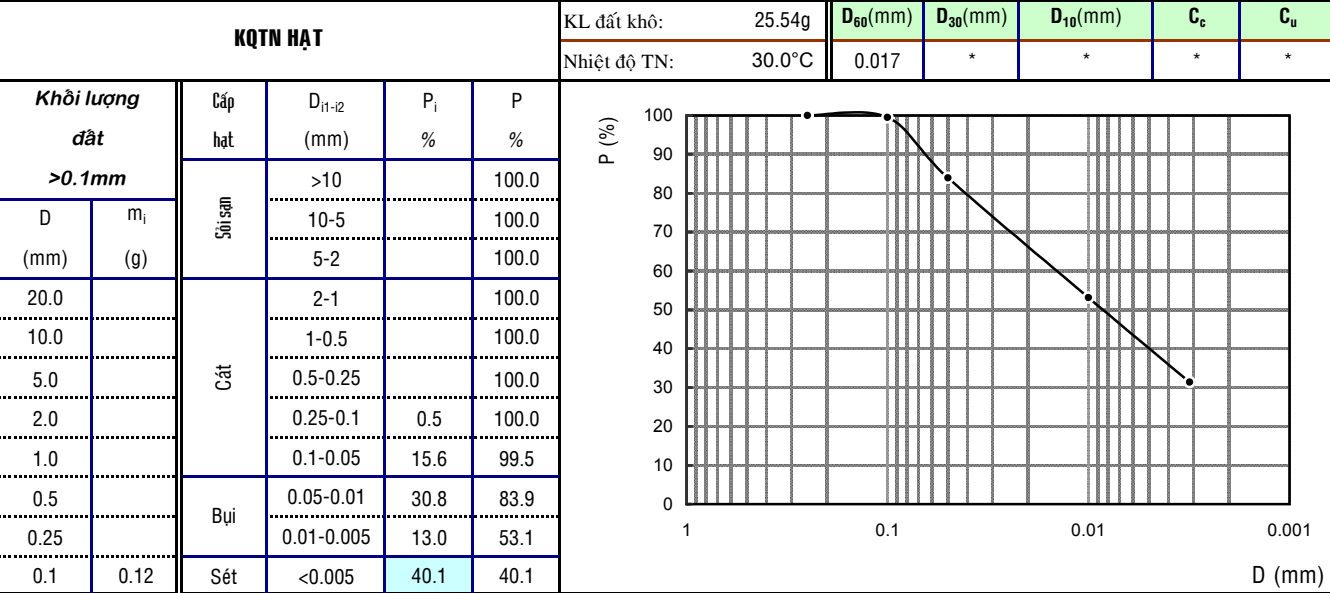 KQTN HẠT
KL đất khô: 25.54g
Nhiệt độ TN: 30.0°C
D60(mm) D30(mm) D10(mm) Cc Cu
0.017 * * * *
Khối lượng
đất
>0.1mm
D mi
(mm) (g)
20.0
10.0
5.0
2.0
1.0
0.5
0.25
0.1 0.12
Cấp Di1-i2 Pi P
hạt (mm) % %
Sỏi sạn
>10 100.0
10-5 100.0
5-2 100.0
Cát
2-1 100.0
1-0.5 100.0
0.5-0.25 100.0
0.25-0.1 0.5 100.0
0.1-0.05 15.6 99.5
Bụi
0.05-0.01 30.8 83.9
0.01-0.005 13.0 53.1
Sét <0.005 40.1 40.1
P (%)
100
90
80
70
60
50
40
30
20
10
0
1 0.1 0.01 0.001
D (mm)